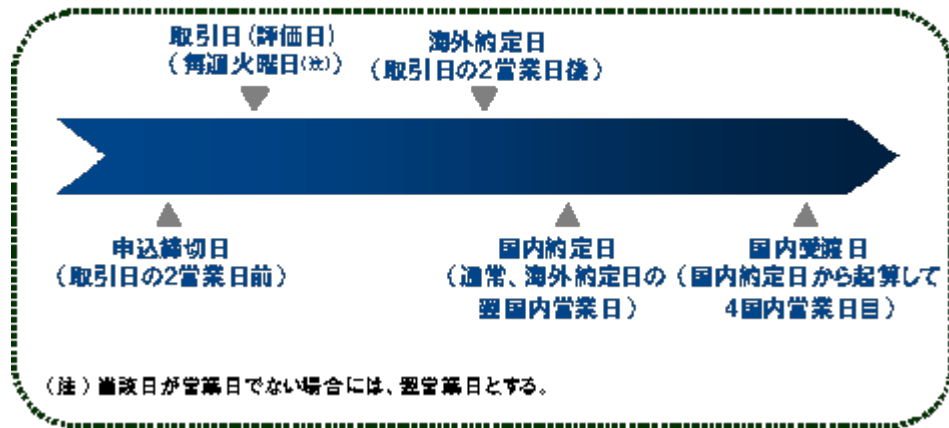 取引日(評価日)
(毎週火曜日(注))
海外約定日
(取引日の2営業日後)
申込締切日
(取引日の2営業日前)
国内約定日
(通常、海外約定日の
翌国内営業日)
国内受渡日
(国内約定日から起算して
4国内営業日目)
(注)当該日が営業日でない場合には、翌営業日とする。